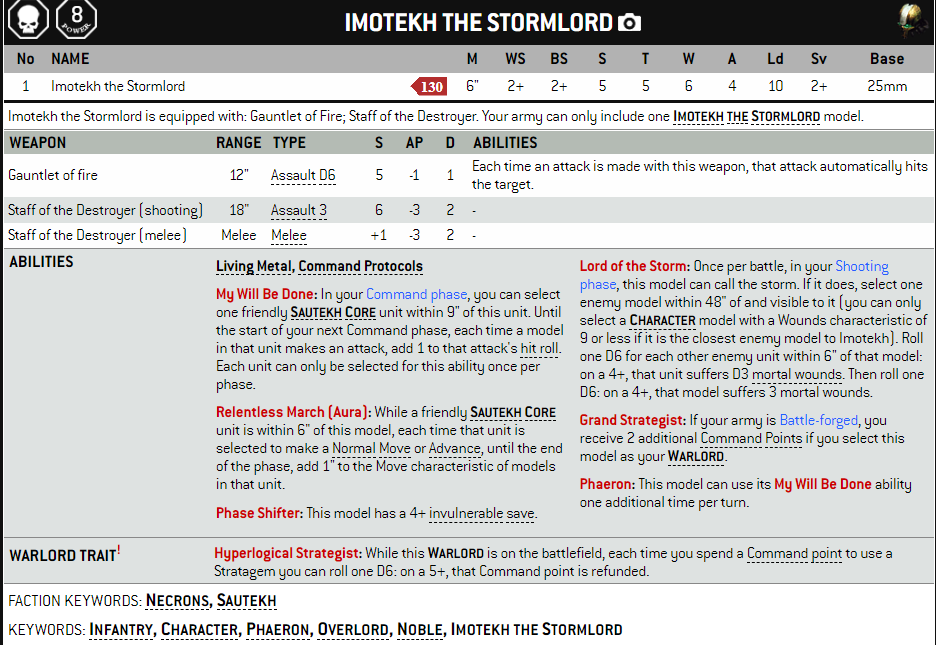 8
POWER
IMOTEKH THE STORMLORD
No NAME M WS BS S T W A Ld Sv Base
1 Imotekh the Stormlord 130 6" 2+ 2+ 5 5 6 4 10 2+ 25mm
Imotekh the Stormlord is equipped with: Gauntlet of Fire; Staff of the Destroyer. Your army can only include one IMOTEKH THE STORMLORD model.
WEAPON RANGE TYPE S AP D ABILITIES
Gauntlet of fire 12" Assault D6 5 -1 1 Each time an attack is made with this weapon, that attack automatically hits
the target.
Staff of the Destroyer (shooting) 18" Assault 3 6 -3 2 -
Staff of the Destroyer (melee) Melee Melee +1 -3 2 -
ABILITIES
Living Metal, Command Protocols
My Will Be Done: In your Command phase, you can select
one friendly SAUTEKH CORE unit within 9" of this unit. Until
the start of your next Command phase, each time a model
in that unit makes an attack, add 1 to that attack's hit roll.
Each unit can only be selected for this ability once per
phase.
Relentless March (Aura): While a friendly SAUTEKH CORE
unit is within 6" of this model, each time that unit is
selected to make a Normal Move or Advance, until the end
of the phase, add 1" to the Move characteristic of models
in that unit.
Phase Shifter: This model has a 4+ invulnerable save.
Lord of the Storm: Once per battle, in your Shooting
phase, this model can call the storm. If it does, select one
enemy model within 48" of and visible to it (you can only
select a CHARACTER model with a Wounds characteristic of
9 or less if it is the closest enemy model to Imotekh). Roll
one D6 for each other enemy unit within 6" of that model:
on a 4+, that unit suffers D3 mortal wounds. Then roll one
D6: on a 4+, that model suffers 3 mortal wounds.
Grand Strategist: If your army is Battle-forged, you
receive 2 additional Command Points if you select this
model as your WARLORD.
Phaeron: This model can use its My Will Be Done ability
one additional time per turn.
WARLORD TRAIT!
Hyperlogical Strategist: While this WARLORD is on the battlefield, each time you spend a Command point to use a
Stratagem you can roll one D6: on a 5+, that Command point is refunded.
FACTION KEYWORDS: NECRONS, SAUTEKH
KEYWORDS: INFANTRY, CHARACTER, PHAERON, OVERLORD, NOBLE, IMOTEKH THE STORMLORD